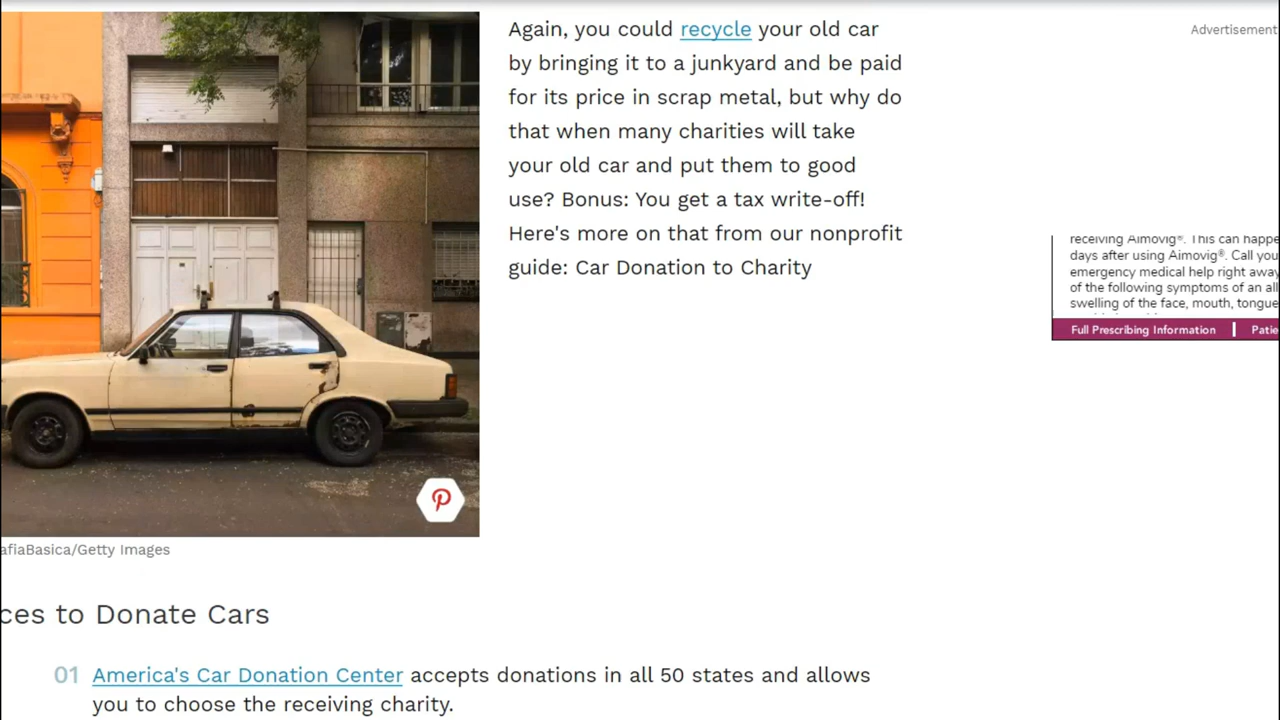 Again, you could recycle your old car
by bringing it to a junkyard and be paid
for its price in scrap metal, but why do
that when many charities will take
your old car and put them to good
use? Bonus: You get a tax write-off!
Here's more on that from our nonprofit
guide: Car Donation to Charity
Advertisement
receiving Aimovig®. This can happe
days after using Aimovig®. Call you
emergency medical help right away
of the following symptoms of an all
swelling of the face, mouth, tongue
Full Prescribing Information | Patie
afiaBasica/Getty Images
ces to Donate Cars
01 America's Car Donation Center accepts donations in all 50 states and allows
you to choose the receiving charity.